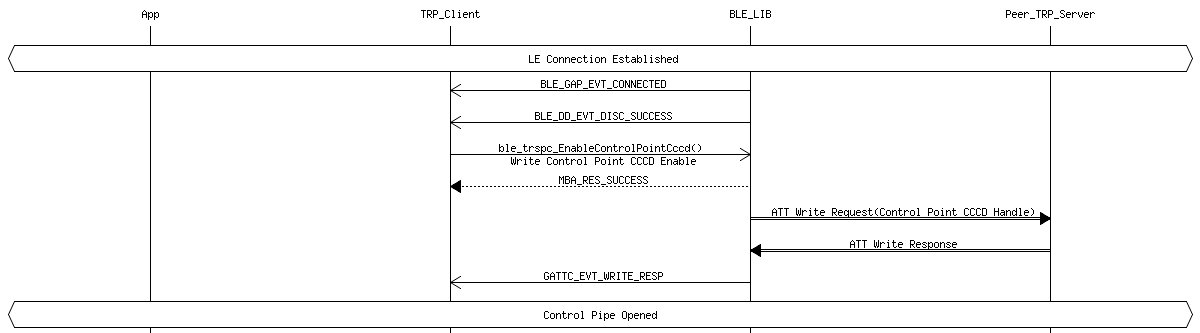 App TRP_Client BLE_LIB Peer_TRP_Server
LE Connection Established
BLE_GAP_EVT_CONNECTED
BLE_DD_EVT_DISC_SUCCESS
ble_trspc_EnableControlPointCccd()
Write Control Point CCCD Enable
MBA_RES_SUCCESS
ATT Write Request(Control Point CCCD Handle)
ATT Write Response
GATTC_EVT_WRITE_RESP
Control Pipe Opened